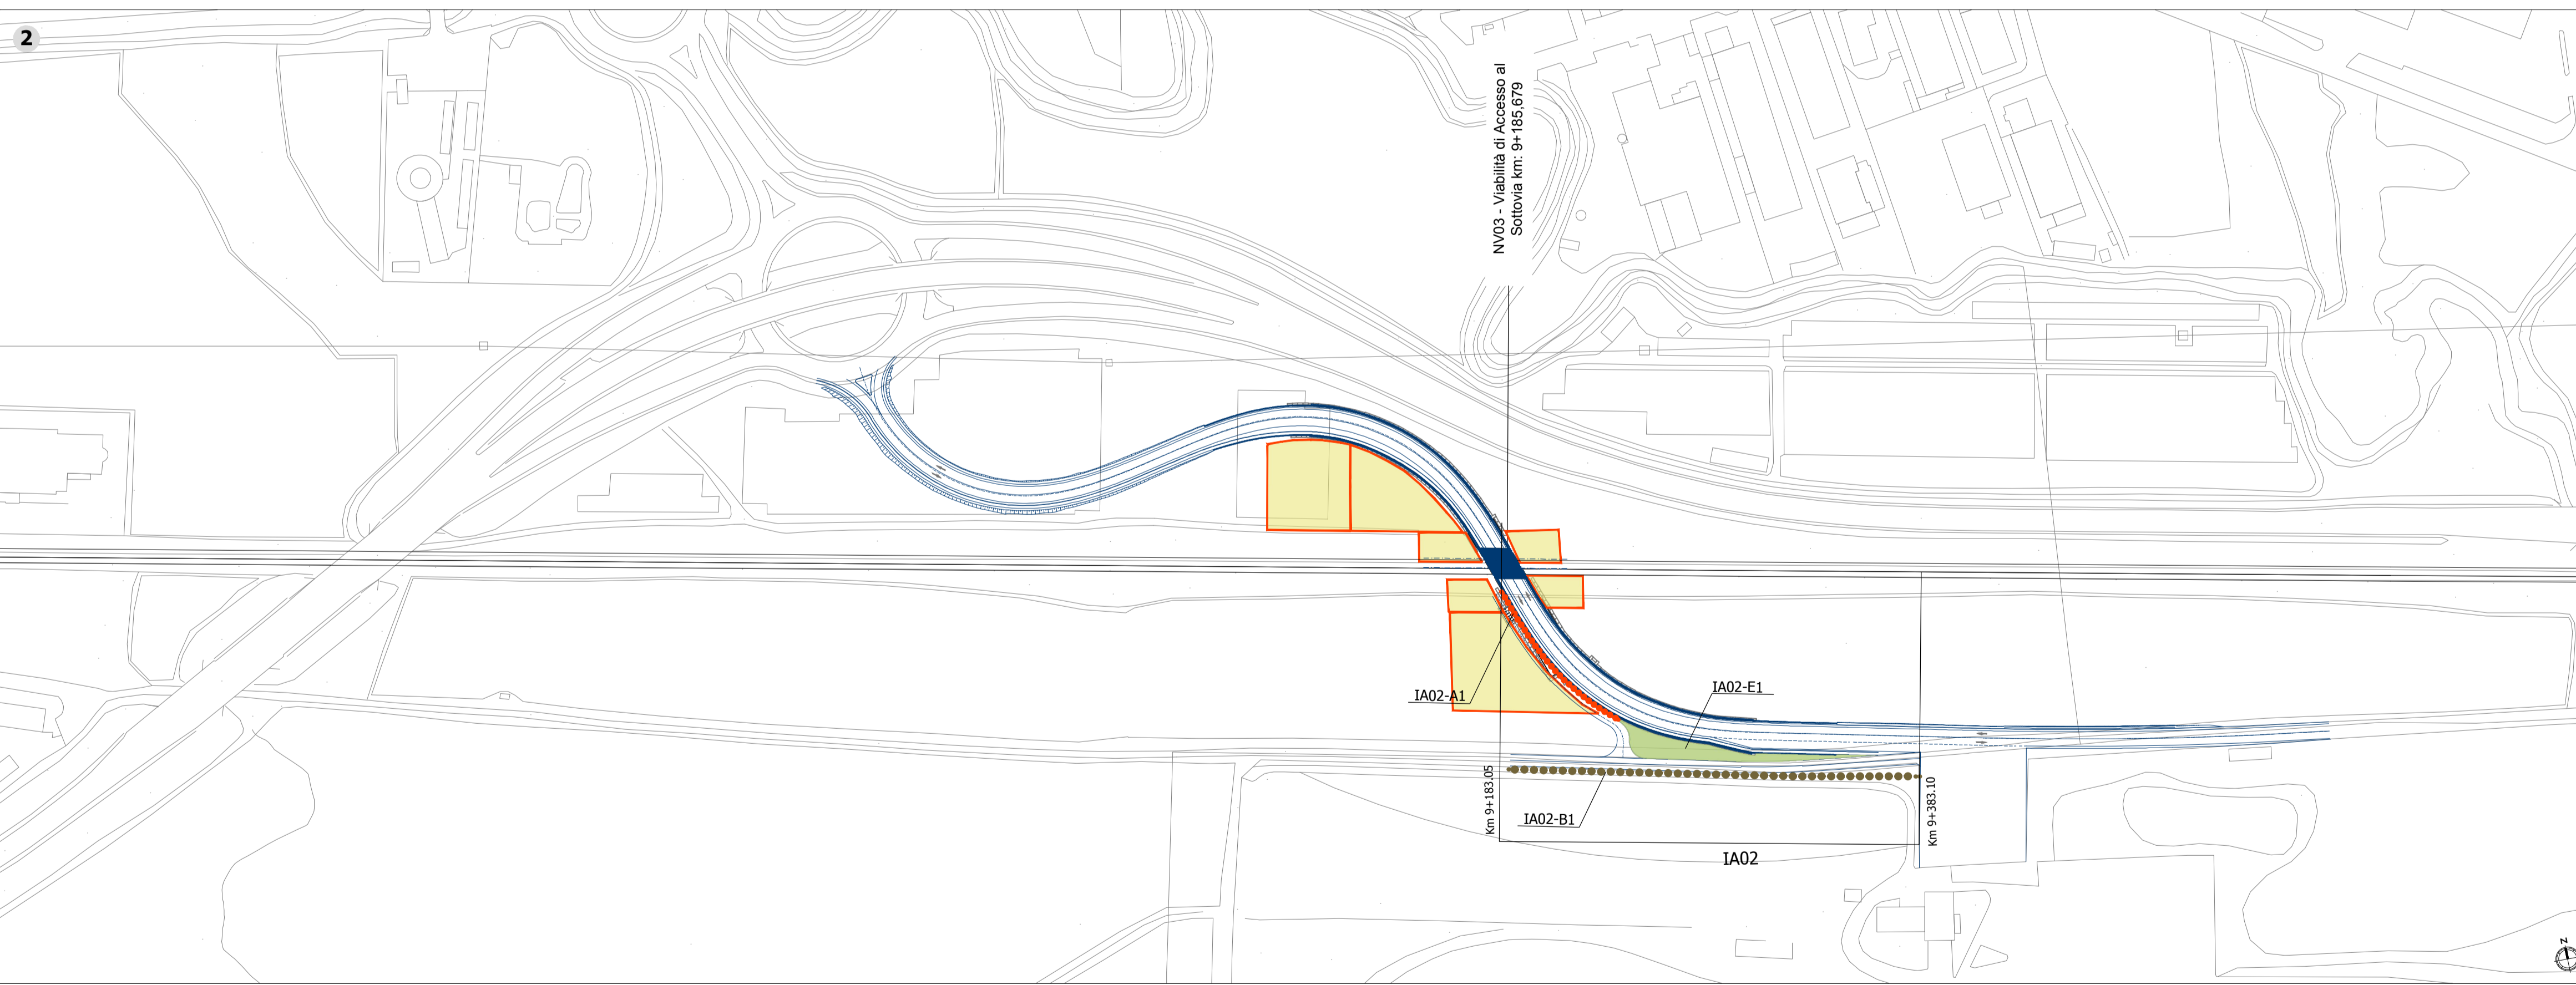 2
NV03 - Viabilità di Accesso al
Sottovia km: 9+185,679
IA02-A1
IA02-E1
IA02-B1
Km 9+183.05
Km 9+383.10
IA02
N